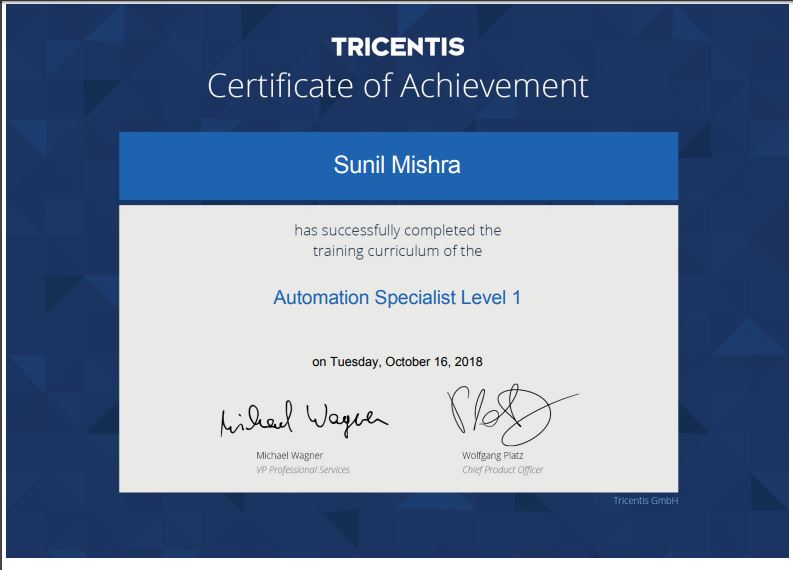 TRICENTIS
Certificate of Achievement
Sunil Mishra
has successfully completed the
training curriculum of the
Automation Specialist Level 1
on Tuesday, October 16, 2018
Michael Wagner
Michael Wagner
VP Professional Services
Wolfgang Platz
Chief Product Officer
Tricentis GmbH